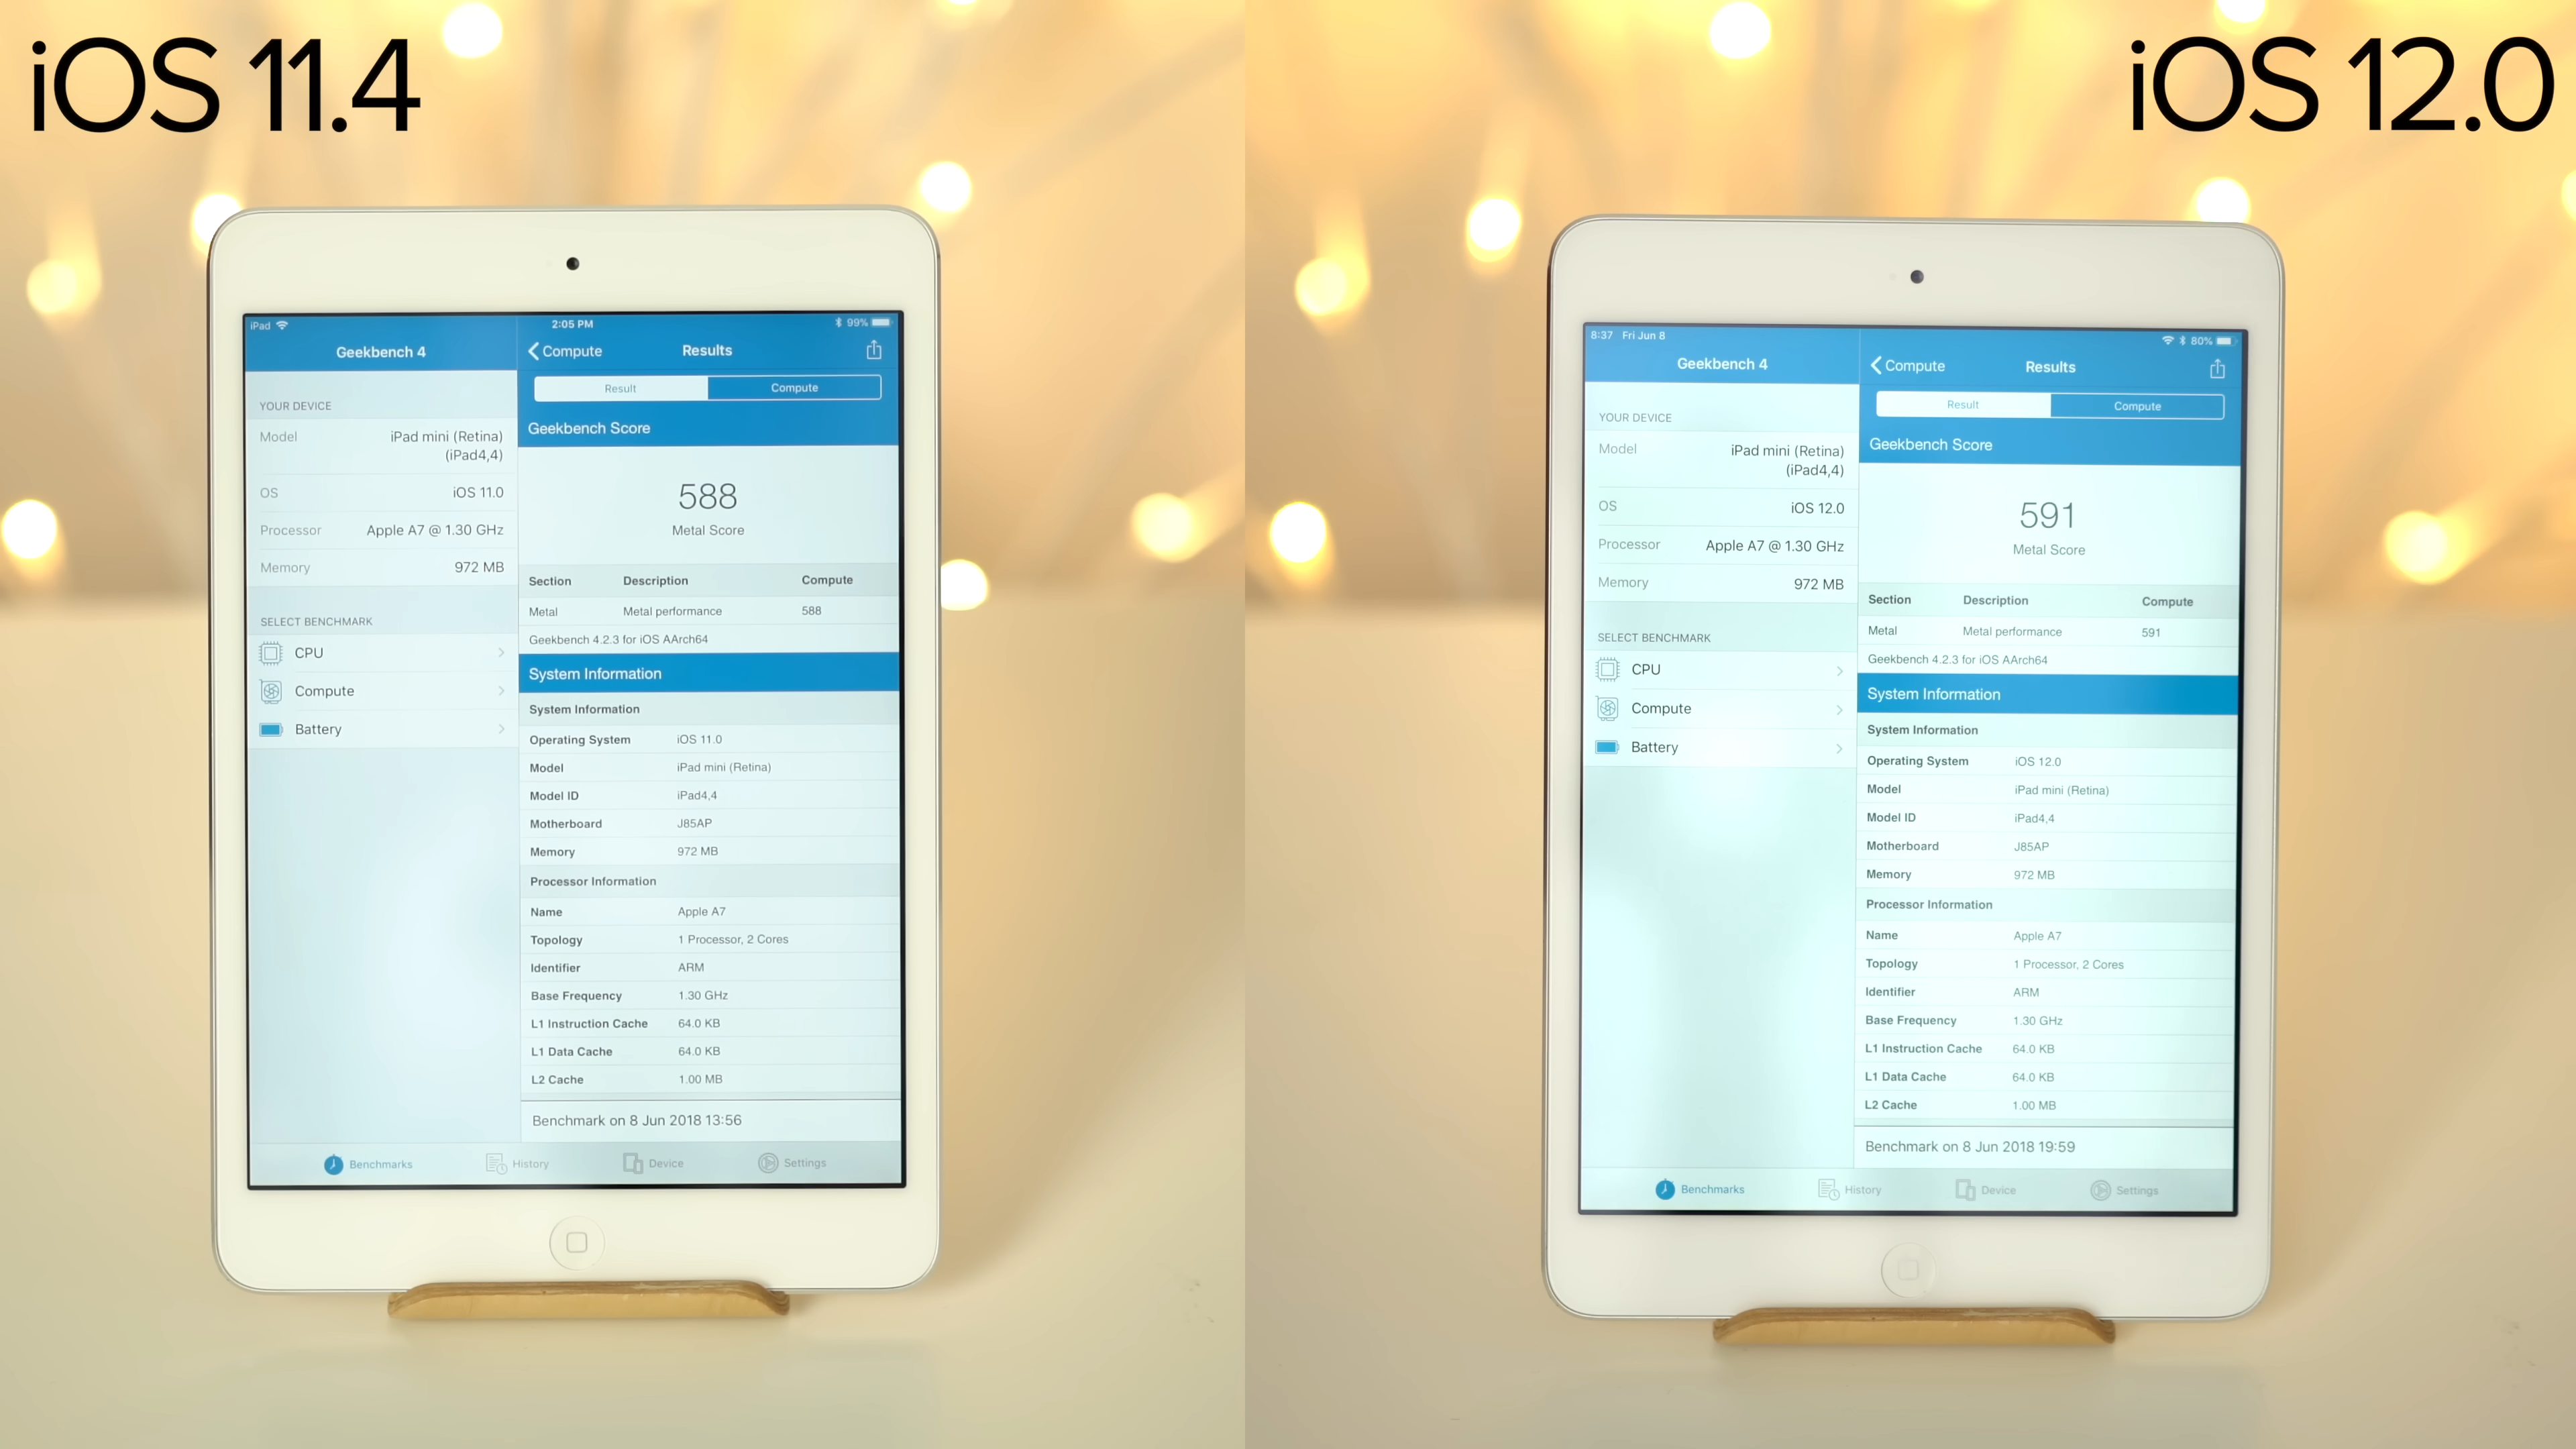 iOS 11.4
iPad
2:05 PM
99%
Geekbench 4
Compute
Results
Result
Compute
YOUR DEVICE
Model
iPad mini (Retina)
(iPad4,4)
OS
iOS 11.0
Processor
Apple A7 @ 1.30 GHz
Memory
972 MB
SELECT BENCHMARK
CPU
Compute
Battery
Geekbench Score
588
Metal Score
Section Description Compute
Metal Metal performance 588
Geekbench 4.2.3 for iOS AArch64
System Information
System Information
Operating System iOS 11.0
Model iPad mini (Retina)
Model ID iPad4,4
Motherboard J85AP
Memory 972 MB
Processor Information
Name Apple A7
Topology 1 Processor, 2 Cores
Identifier ARM
Base Frequency 1.30 GHz
L1 Instruction Cache 64.0 KB
L1 Data Cache 64.0 KB
L2 Cache 1.00 MB
Benchmark on 8 Jun 2018 13:56
Benchmarks History Device Settings
iOS 12.0
8:37 Fri Jun 8
80%
Geekbench 4
Compute
Results
Result
Compute
YOUR DEVICE
Model
iPad mini (Retina)
(iPad4,4)
OS
iOS 12.0
Processor
Apple A7 @ 1.30 GHz
Memory
972 MB
SELECT BENCHMARK
CPU
Compute
Battery
Geekbench Score
591
Metal Score
Section Description Compute
Metal Metal performance 591
Geekbench 4.2.3 for iOS AArch64
System Information
System Information
Operating System iOS 12.0
Model iPad mini (Retina)
Model ID iPad4,4
Motherboard J85AP
Memory 972 MB
Processor Information
Name Apple A7
Topology 1 Processor, 2 Cores
Identifier ARM
Base Frequency 1.30 GHz
L1 Instruction Cache 64.0 KB
L1 Data Cache 64.0 KB
L2 Cache 1.00 MB
Benchmark on 8 Jun 2018 19:59
Benchmarks History Device Settings